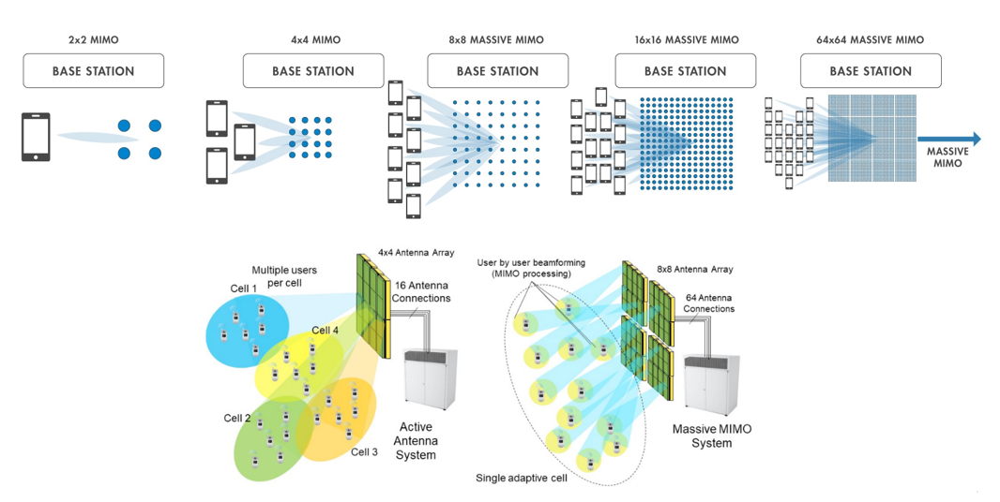 2x2 MIMO
BASE STATION
4x4 MIMO
BASE STATION
8x8 MASSIVE MIMO
BASE STATION
16x16 MASSIVE MIMO
BASE STATION
64x64 MASSIVE MIMO
BASE STATION
MASSIVE
MIMO
4x4 Antenna Array
Multiple users
per cell
Cell 1
16 Antenna
Connections
Cell 4
Cell 2
Cell 3
Active
Antenna
System
User by user beamforming
(MIMO processing)
8x8 Antenna Array
64 Antenna
Connections
Massive MIMO
System
Single adaptive cell